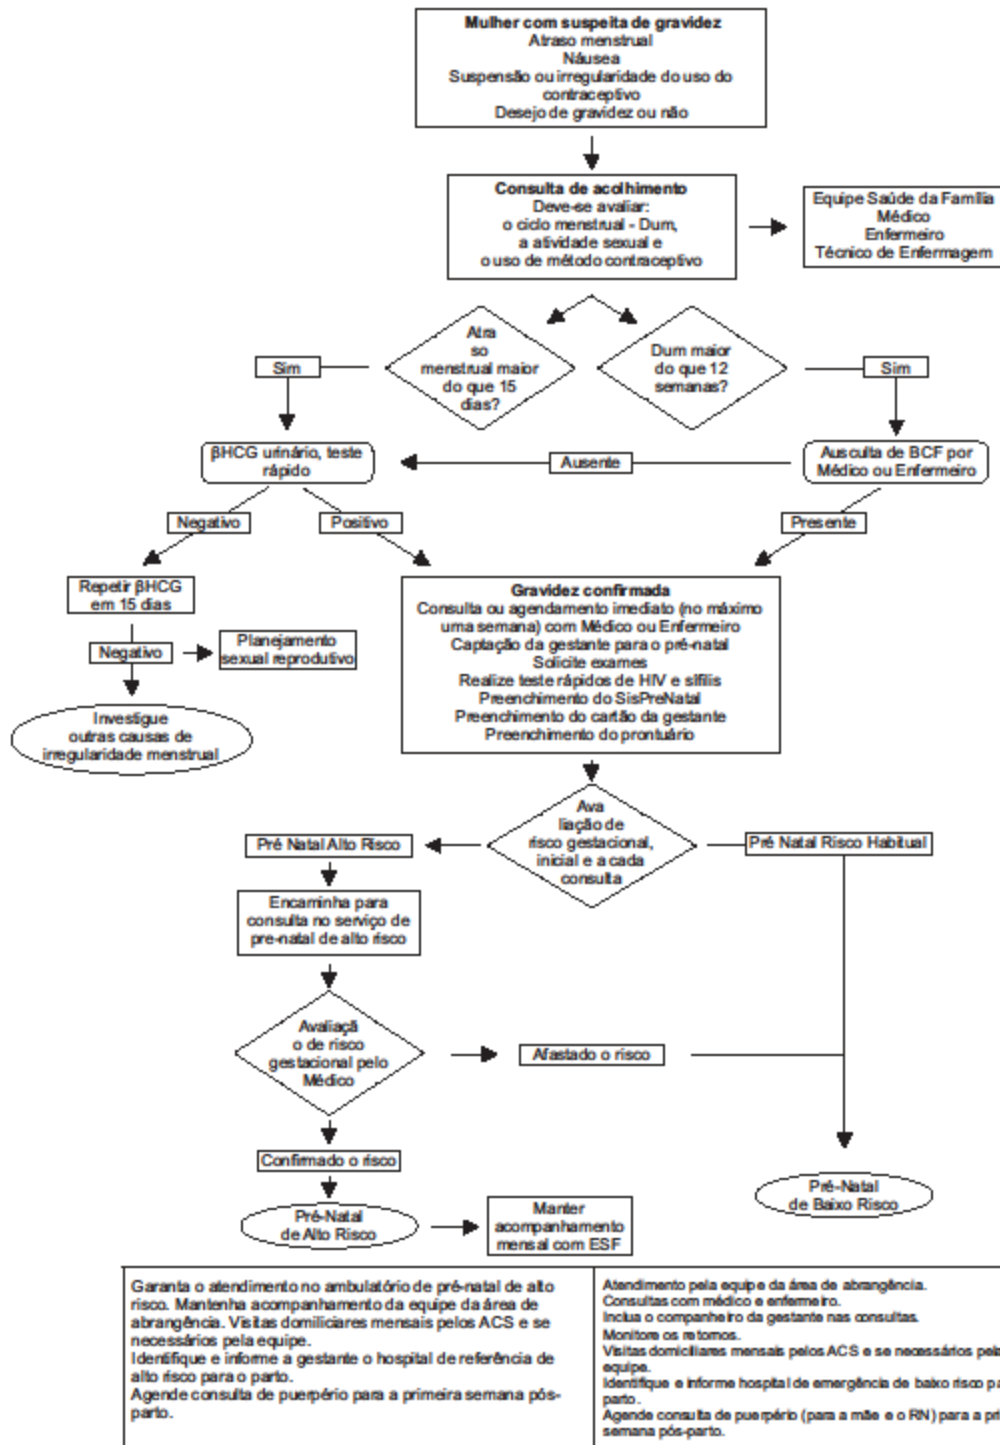 Mulher com suspeita de gravidez
Atraso menstrual
Náusea
Suspensão ou irregularidade do uso do
contraceptivo
Desejo de gravidez ou não
Consulta de acolhimento
Deve-se avaliar:
o ciclo menstrual - Dum,
a atividade sexual e
o uso de método contraceptivo
Equipe Saúde da Família
Médico
Enfermeiro
Técnico de Enfermagem
Atra
so
menstrual maior
do que 15
dias?
Dum maior
do que 12
semanas?
Sim
Sim
βHCG urinário, teste
rápido
Ausente
Ausculta de BCF por
Médico ou Enfermeiro
Negativo
Positivo
Presente
Repetir βHCG
em 15 dias
Negativo
Planejamento
sexual reprodutivo
Investigue
outras causas de
irregularidade menstrual
Gravidez confirmada
Consulta ou agendamento imediato (no máximo
uma semana) com Médico ou Enfermeiro
Captação da gestante para o pré-natal
Solicite exames
Realize teste rápidos de HIV e sífilis
Preenchimento do SisPreNatal
Preenchimento do cartão da gestante
Preenchimento do prontuário
Ava
liação de
risco gestacional,
inicial e a cada
consulta
Pré Natal Alto Risco
Pré Natal Risco Habitual
Encaminha para
consulta no serviço de
pre-natal de alto risco
Avaliaçã
o de risco
gestacional pelo
Médico
Afastado o risco
Confirmado o risco
Pré-Natal
de Alto Risco
Manter
acompanhamento
mensal com ESF
Pré-Natal
de Baixo Risco
Garanta o atendimento no ambulatório de pré-natal de alto
risco. Mantenha acompanhamento da equipe da área de
abrangência. Visitas domiliciares mensais pelos ACS e se
necessários pela equipe.
Identifique e informe a gestante o hospital de referência de
alto risco para o parto.
Agende consulta de puerpério para a primeira semana pós-
parto.
Atendimento pela equipe da área de abrangência.
Consultas com médico e enfermeiro.
Inclua o companheiro da gestante nas consultas.
Monitore os retornos.
Visitas domiciliares mensais pelos ACS e se necessários pela
equipe.
Identifique e informe hospital de emergência de baixo risco
parto.
Agende consulta de puerpério (para a mãe e o RN) para a
semana pós-parto.